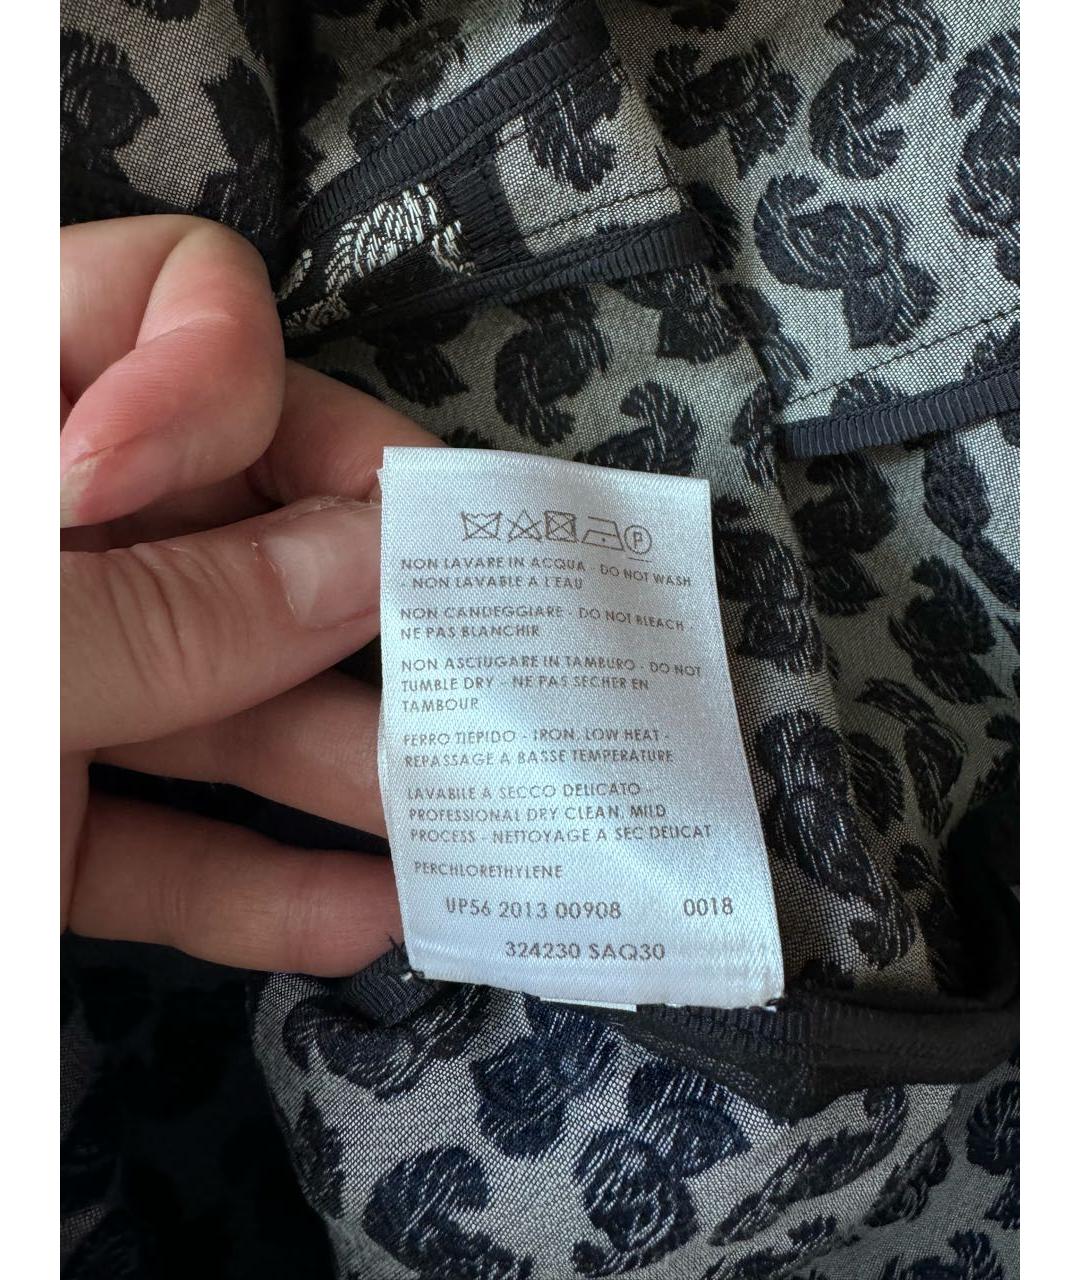 P
NON LAVARE IN ACQUA - DO NOT WASH
- NON LAVABLE A L'EAU
NON CANDEGGIARE - DO NOT BLEACH -
NE PAS BLANCHIR
NON ASCIUGARE IN TAMBURO - DO NOT
TUMBLE DRY - NE PAS SECHER EN
TAMBOUR
FERRO TIEPIDO - IRON, LOW HEAT -
REPASSAGE A BASSE TEMPERATURE
LAVABILE A SECCO DELICATO -
PROFESSIONAL DRY CLEAN, MILD
PROCESS - NETTOYAGE A SEC DELICAT
PERCHLORETHYLENE
UP56 2013 00908 0018
324230 SAQ30